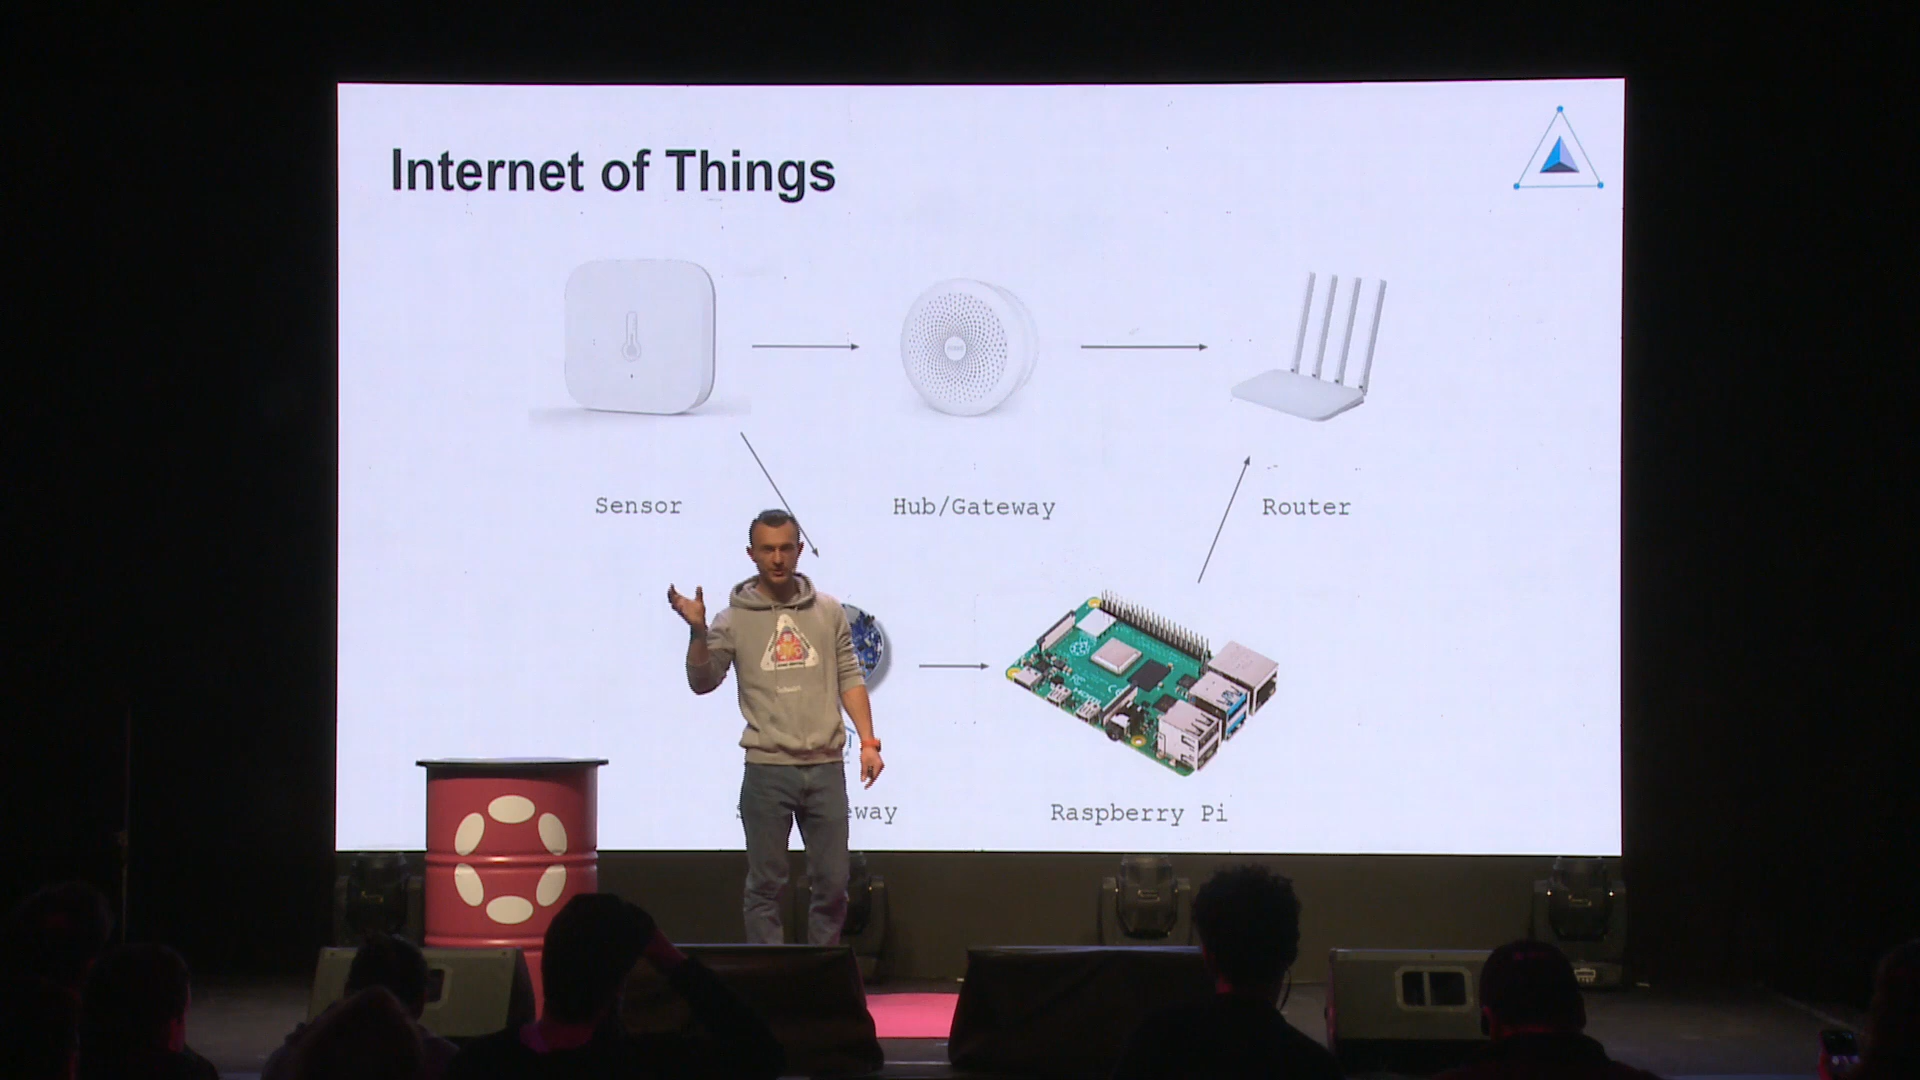 Internet of Things
Sensor
Hub/Gateway
Router
Raspberry Pi